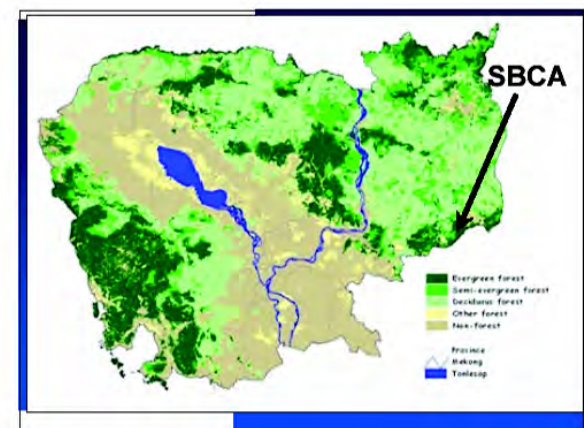 SBCA
Evergreen forest
Semi-evergreen forest
Deciduous forest
Other forest
Non-forest
Province
Mekong
Tonlesap